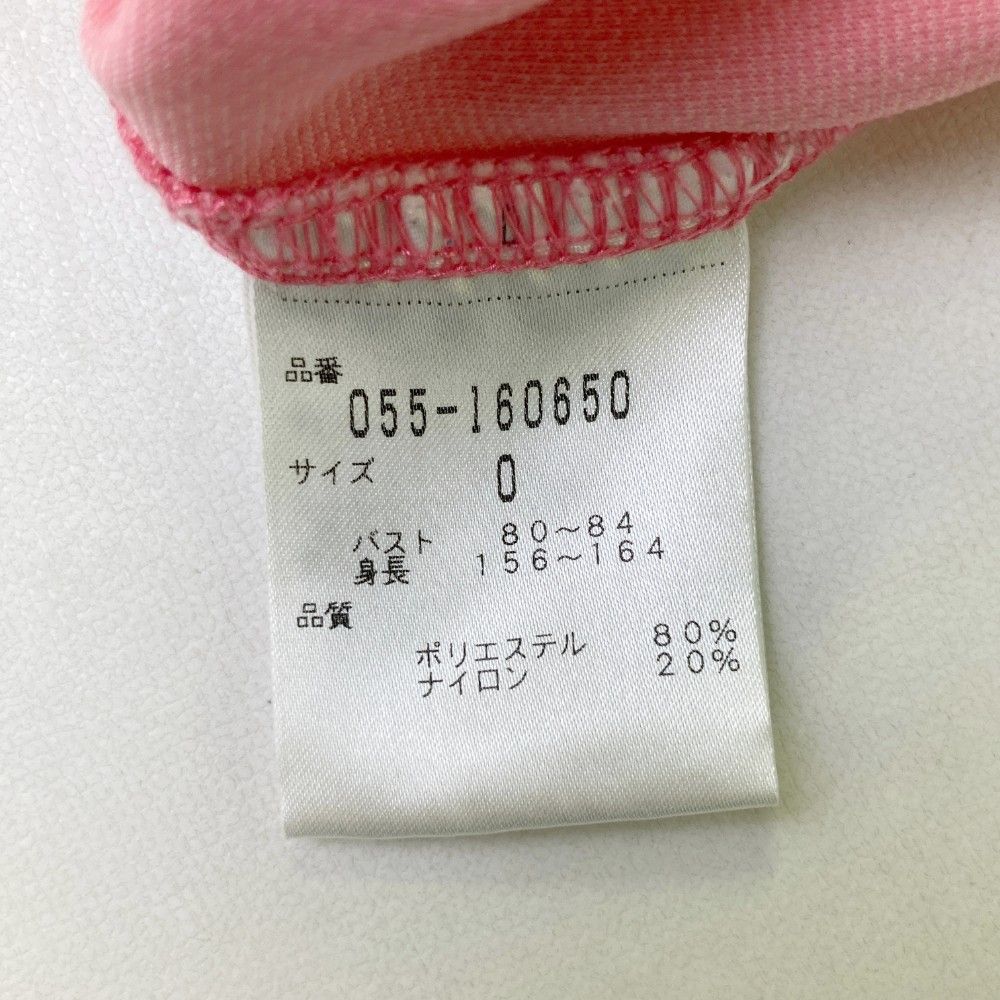 品番
055-160650
サイズ 0
バスト 80～84
身長 156～164
品質
ポリエステル 80%
ナイロン 20%